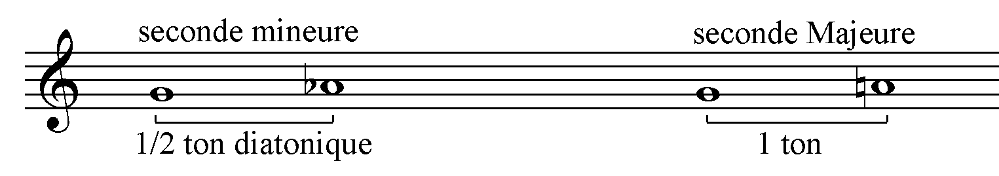 seconde mineure
seconde Majeure
1/2 ton diatonique
1 ton